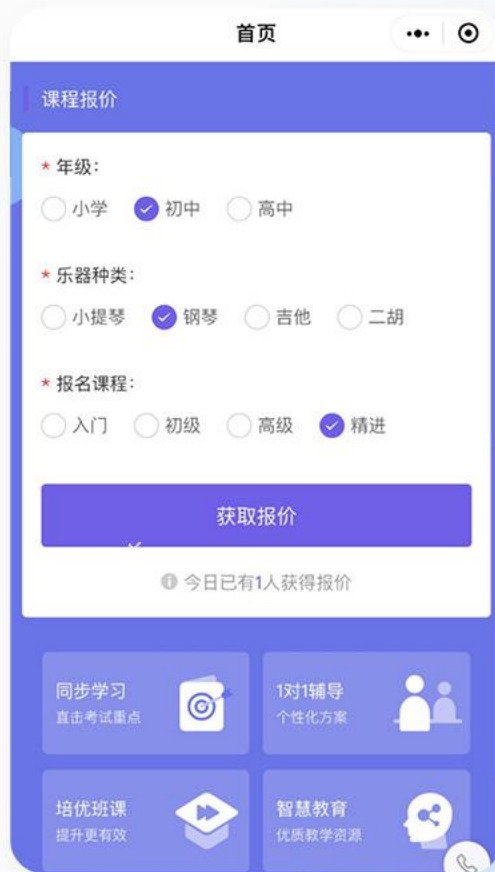 首页
课程报价
* 年级:
小学 初中 高中
* 乐器种类:
小提琴 钢琴 吉他 二胡
* 报名课程:
入门 初级 高级 精进
获取报价
今日已有1人获得报价
同步学习
直击考试重点
1对1辅导
个性化方案
培优班课
提升更有效
智慧教育
优质教学资源